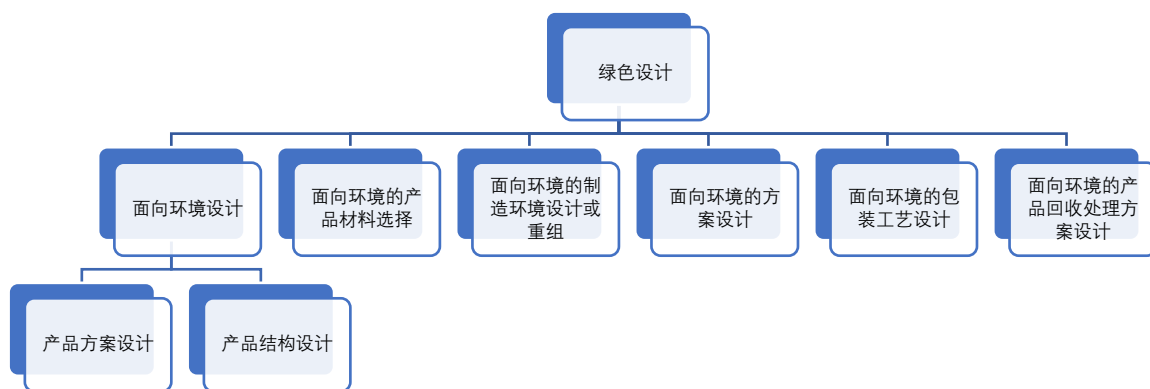 绿色设计
面向环境设计
面向环境的产
品材料选择
面向环境的制
造环境设计或
重组
面向环境的方
案设计
面向环境的包
装工艺设计
面向环境的产
品回收处理方
案设计
产品方案设计
产品结构设计